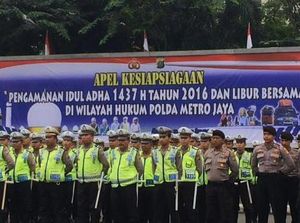 APEL KESIAPSIAGAAN
PENGAMANAN IDUL ADHA 1437 H TAHUN 2016 DAN LIBUR BERSAMA
DI WILAYAH HUKUM POLDA METRO JAYA